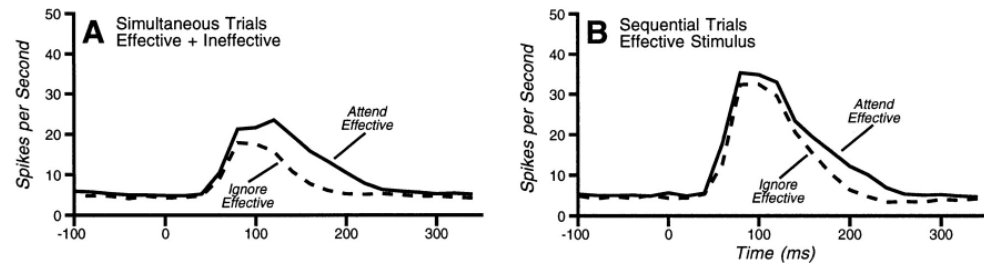 A Simultaneous Trials
Effective + Ineffective
Spikes per Second
50
40
30
20
10
0
Attend
Effective
Ignore
Effective
-100
0
100
200
300
B Sequential Trials
Effective Stimulus
Spikes per Second
50
40
30
20
10
0
Attend
Effective
Ignore
Effective
-100
0
100
200
300
Time (ms)